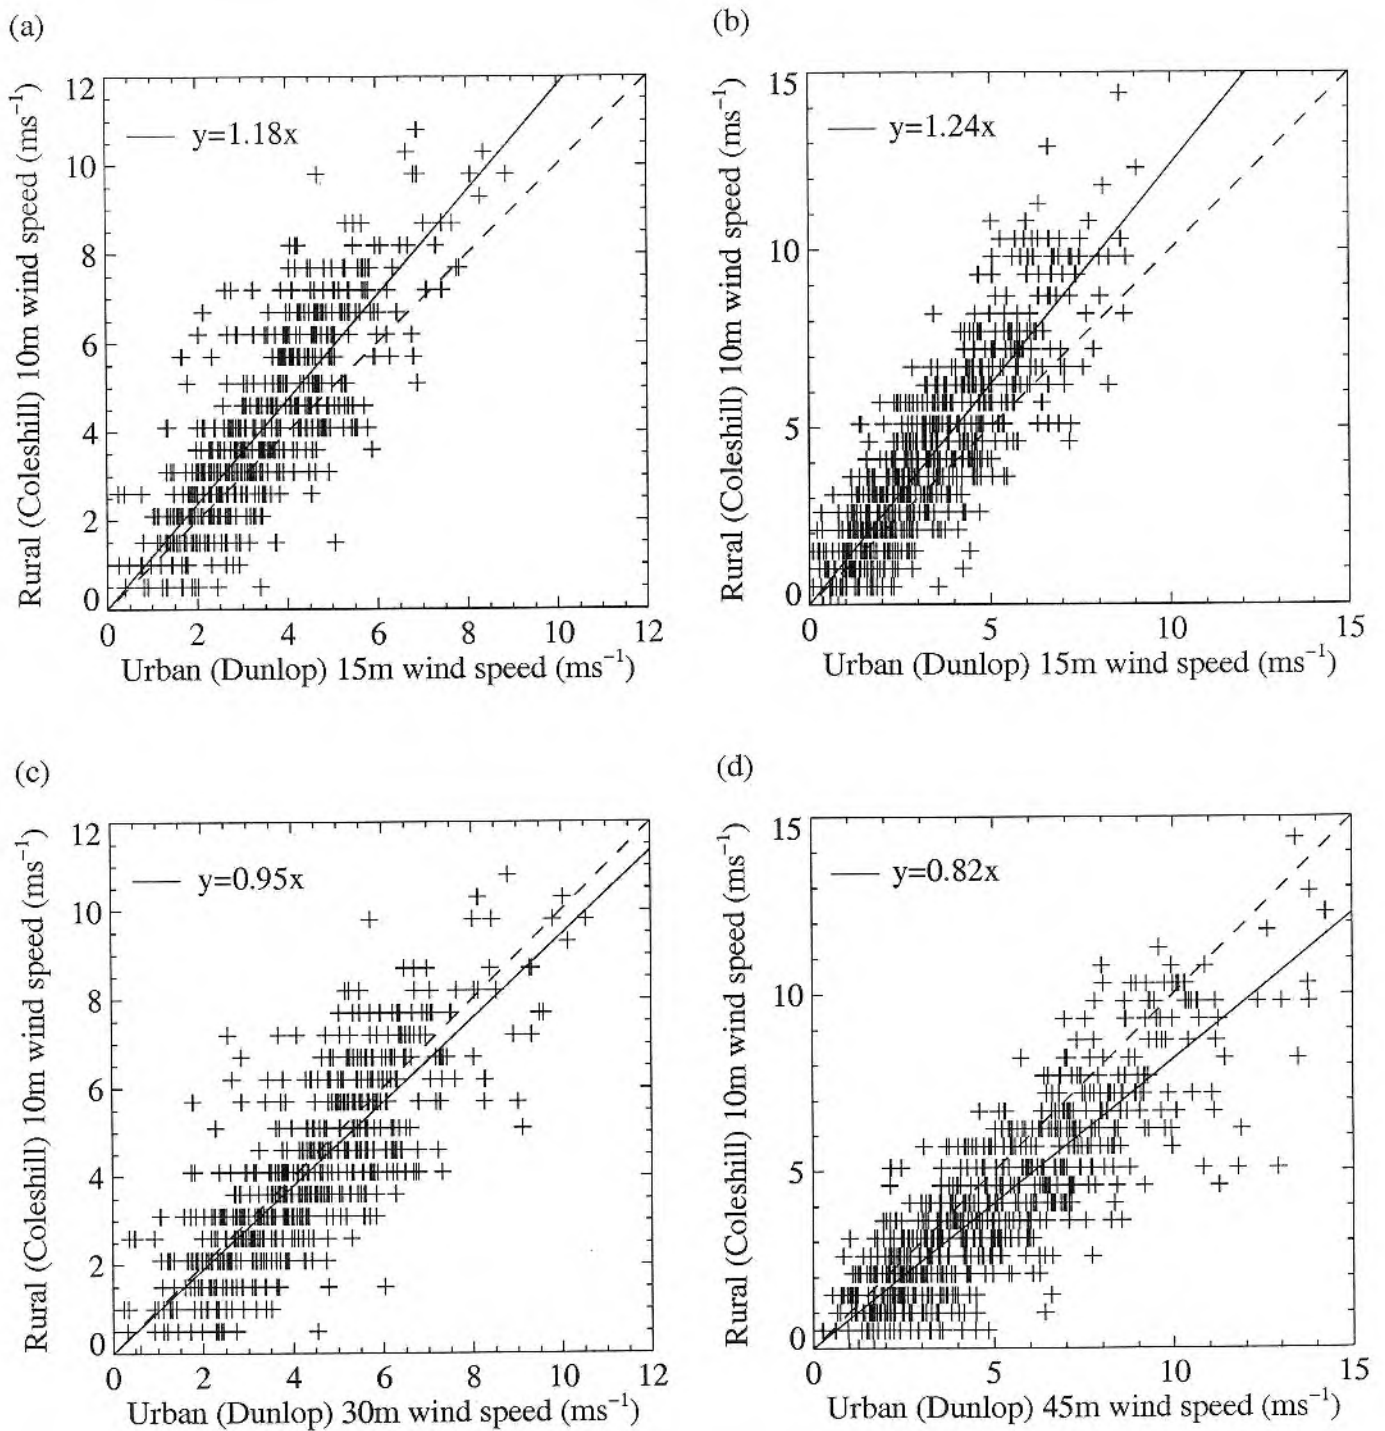 (a)
Rural (Coleshill) 10m wind speed (ms⁻¹)
12
10
8
6
4
2
0
y=1.18x
0 2 4 6 8 10 12
Urban (Dunlop) 15m wind speed (ms⁻¹)
(b)
Rural (Coleshill) 10m wind speed (ms⁻¹)
15
10
5
0
y=1.24x
0 5 10 15
Urban (Dunlop) 15m wind speed (ms⁻¹)
(c)
Rural (Coleshill) 10m wind speed (ms⁻¹)
12
10
8
6
4
2
0
y=0.95x
0 2 4 6 8 10 12
Urban (Dunlop) 30m wind speed (ms⁻¹)
(d)
Rural (Coleshill) 10m wind speed (ms⁻¹)
15
10
5
0
y=0.82x
0 5 10 15
Urban (Dunlop) 45m wind speed (ms⁻¹)